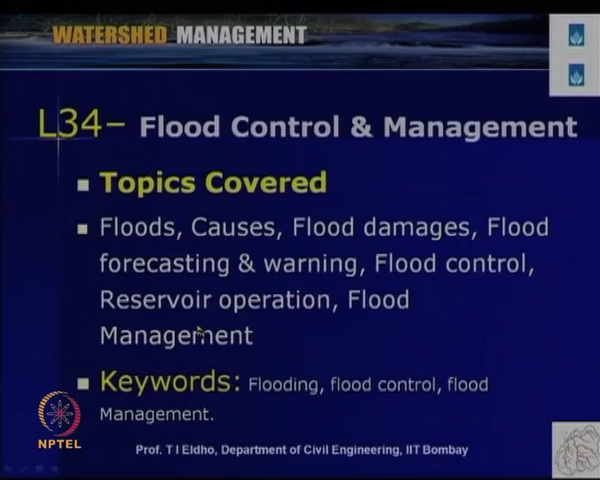 WATERSHED MANAGEMENT
L34– Flood Control & Management
Topics Covered
Floods, Causes, Flood damages, Flood
forecasting & warning, Flood control,
Reservoir operation, Flood
Management
Keywords: Flooding, flood control, flood
Management.
NPTEL
Prof. T I Eldho, Department of Civil Engineering, IIT Bombay